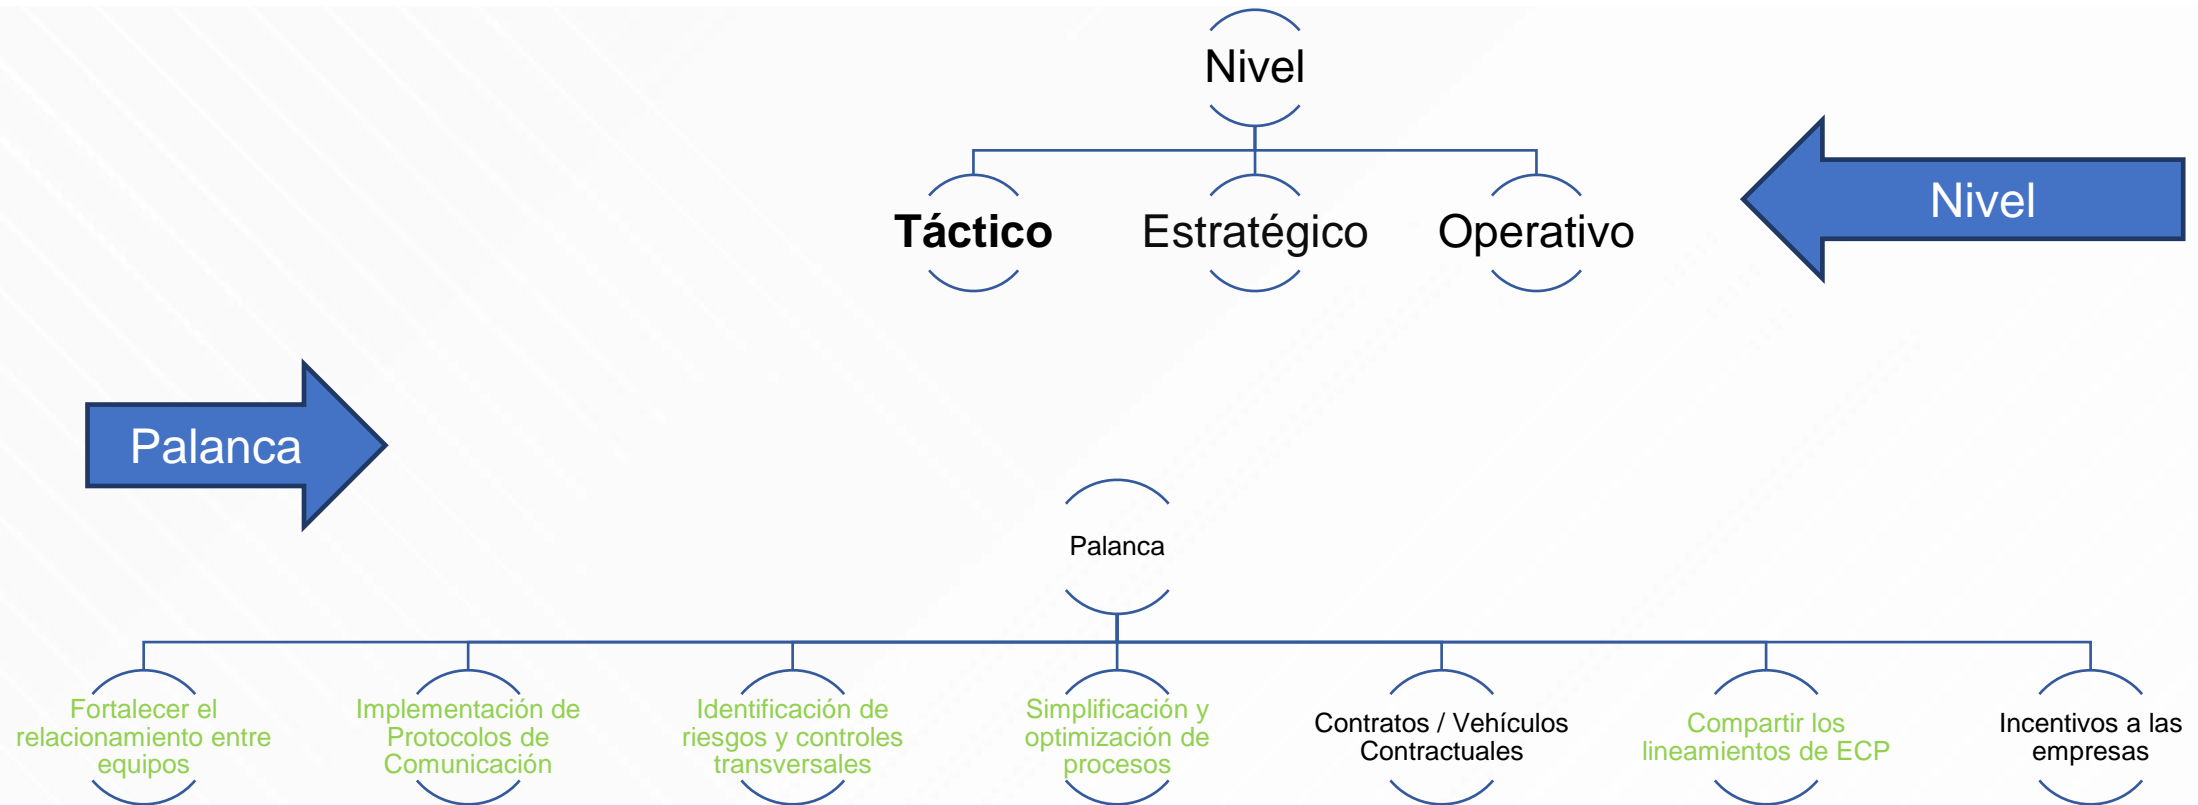 Nivel
Táctico
Estratégico
Operativo
Nivel
Palanca
Palanca
Fortalecer el
relacionamiento entre
equipos
Implementación de
Protocolos de
Comunicación
Identificación de
riesgos y controles
transversales
Simplificación y
optimización de
procesos
Contratos / Vehículos
Contractuales
Compartir los
lineamientos de ECP
Incentivos a las
empresas